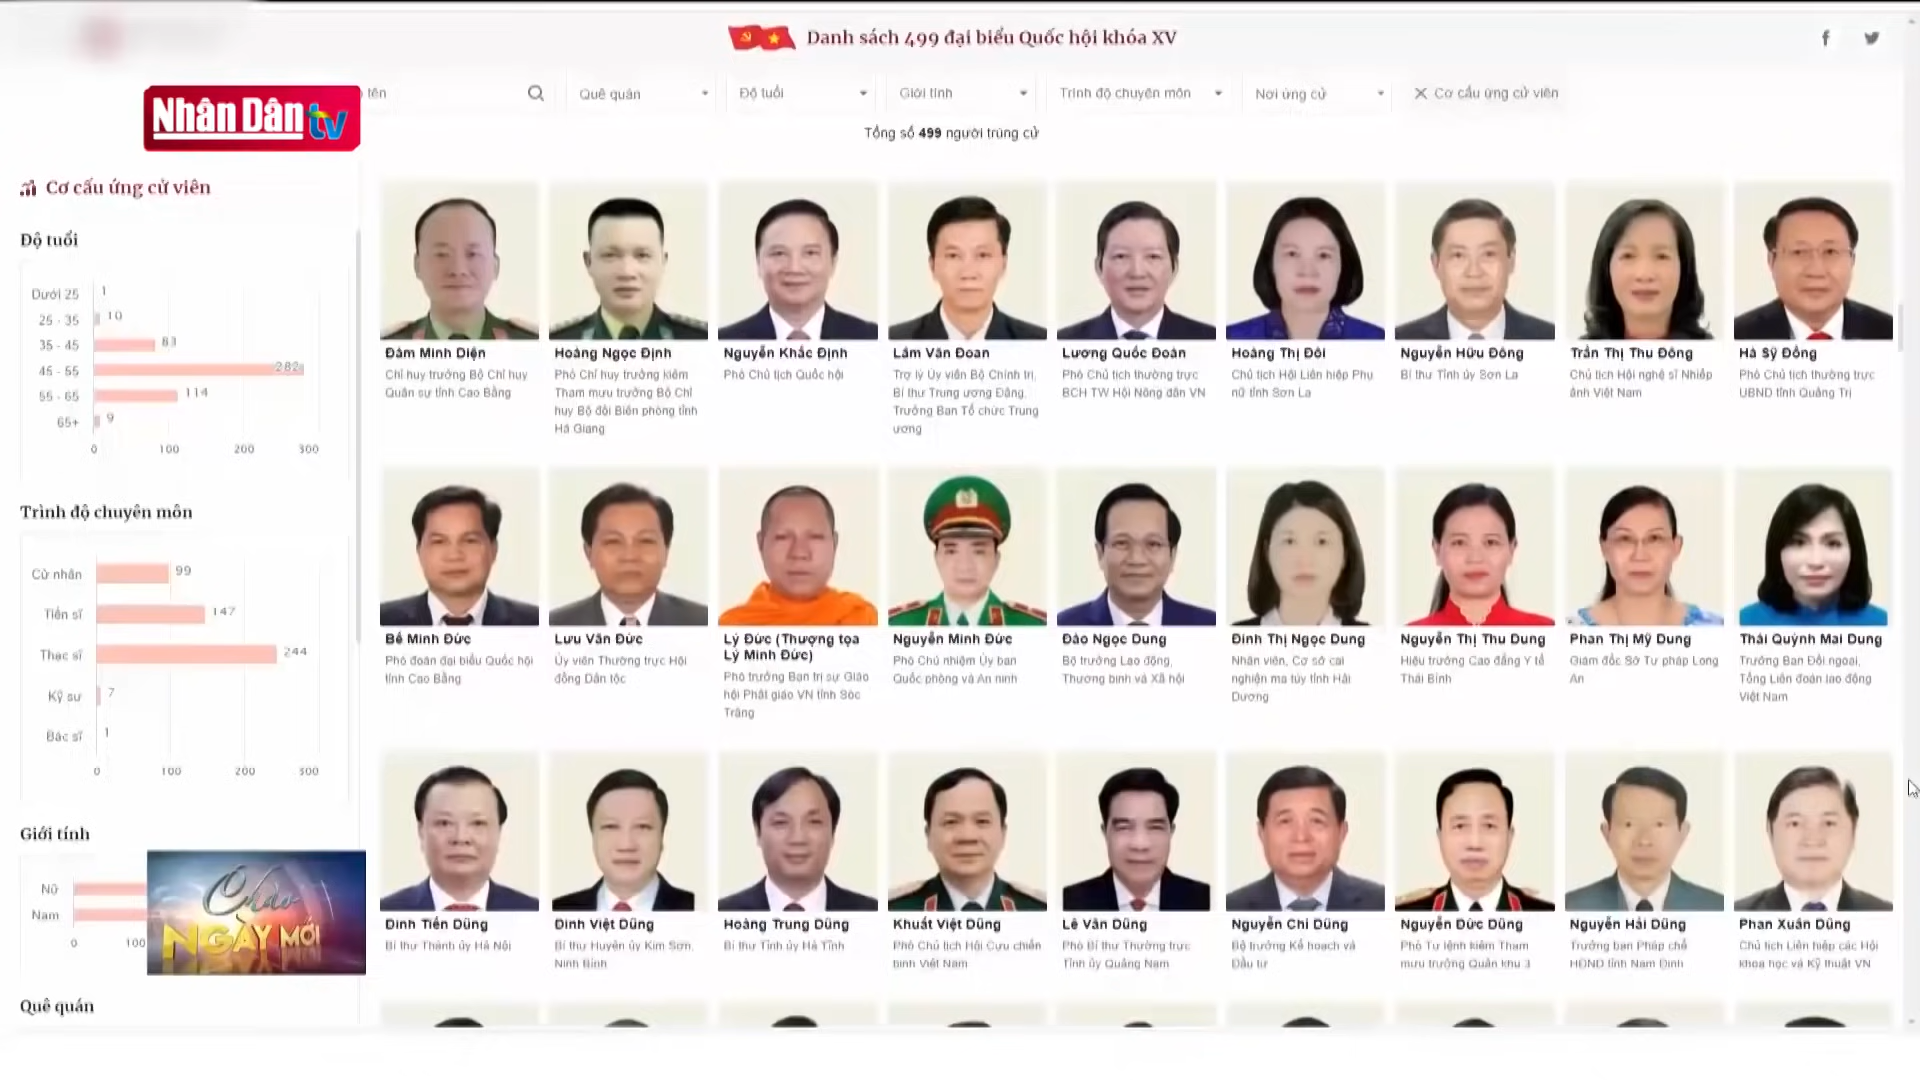 Danh sách 499 đại biểu Quốc hội khóa XV
Nhân Dân tv
tên
Quê quán
Độ tuổi
Giới tính
Trình độ chuyên môn
Nơi ứng cử
Cơ cấu ứng cử viên
Tổng số 499 người trúng cử
Cơ cấu ứng cử viên
Độ tuổi
Dưới 25 1
25 - 35 10
35 - 45 83
45 - 55 282
55 - 65 114
65+ 9
0 100 200 300
Trình độ chuyên môn
Cử nhân 99
Tiến sĩ 147
Thạc sĩ 244
Kỹ sư 7
Bác sĩ 1
0 100 200 300
Giới tính
Nữ
Nam
0 100
Chào
NGÀY MỚI
Quê quán
Đàm Minh Diện
Chỉ huy trưởng Bộ Chỉ huy
Quân sự tỉnh Cao Bằng
Hoàng Ngọc Định
Phó Chỉ huy trưởng kiêm
Tham mưu trưởng Bộ Chỉ
huy Bộ đội Biên phòng tỉnh
Hà Giang
Nguyễn Khắc Định
Phó Chủ tịch Quốc hội
Lâm Văn Đoan
Trợ lý Ủy viên Bộ Chính trị,
Bí thư Trung ương Đảng,
Trưởng Ban Tổ chức Trung
ương
Lương Quốc Đoàn
Phó Chủ tịch thường trực
BCH TW Hội Nông dân VN
Hoàng Thị Đôi
Chủ tịch Hội Liên hiệp Phụ
nữ tỉnh Sơn La
Nguyễn Hữu Đông
Bí thư Tỉnh ủy Sơn La
Trần Thị Thu Đông
Chủ tịch Hội nghệ sĩ Nhiếp
ảnh Việt Nam
Hà Sỹ Đồng
Phó Chủ tịch thường trực
UBND tỉnh Quảng Trị
Bế Minh Đức
Phó đoàn đại biểu Quốc hội
tỉnh Cao Bằng
Lưu Văn Đức
Ủy viên Thường trực Hội
đồng Dân tộc
Lý Đức (Thượng tọa
Lý Minh Đức)
Phó trưởng Ban trị sự Giáo
hội Phật giáo VN tỉnh Sóc
Trăng
Nguyễn Minh Đức
Phó Chủ nhiệm Ủy ban
Quốc phòng và An ninh
Đào Ngọc Dung
Bộ trưởng Lao động,
Thương binh và Xã hội
Đinh Thị Ngọc Dung
Nhân viên, Cơ sở cai
nghiện ma túy tỉnh Hải
Dương
Nguyễn Thị Thu Dung
Hiệu trưởng Cao đẳng Y tế
Thái Bình
Phan Thị Mỹ Dung
Giám đốc Sở Tư pháp Long
An
Thái Quỳnh Mai Dung
Trưởng Ban Đối ngoại,
Tổng Liên đoàn lao động
Việt Nam
Đinh Tiến Dũng
Bí thư Thành ủy Hà Nội
Đinh Việt Dũng
Bí thư Huyện ủy Kim Sơn,
Ninh Bình
Hoàng Trung Dũng
Bí thư Tỉnh ủy Hà Tĩnh
Khuất Việt Dũng
Phó Chủ tịch Hội Cựu chiến
binh Việt Nam
Lê Văn Dũng
Phó Bí thư Thường trực
Tỉnh ủy Quảng Nam
Nguyễn Chí Dũng
Bộ trưởng Kế hoạch và
Đầu tư
Nguyễn Đức Dũng
Phó Tư lệnh kiêm Tham
mưu trưởng Quân khu 3
Nguyễn Hải Dũng
Trưởng ban Pháp chế
HĐND tỉnh Nam Định
Phan Xuân Dũng
Chủ tịch Liên hiệp các Hội
khoa học và Kỹ thuật VN